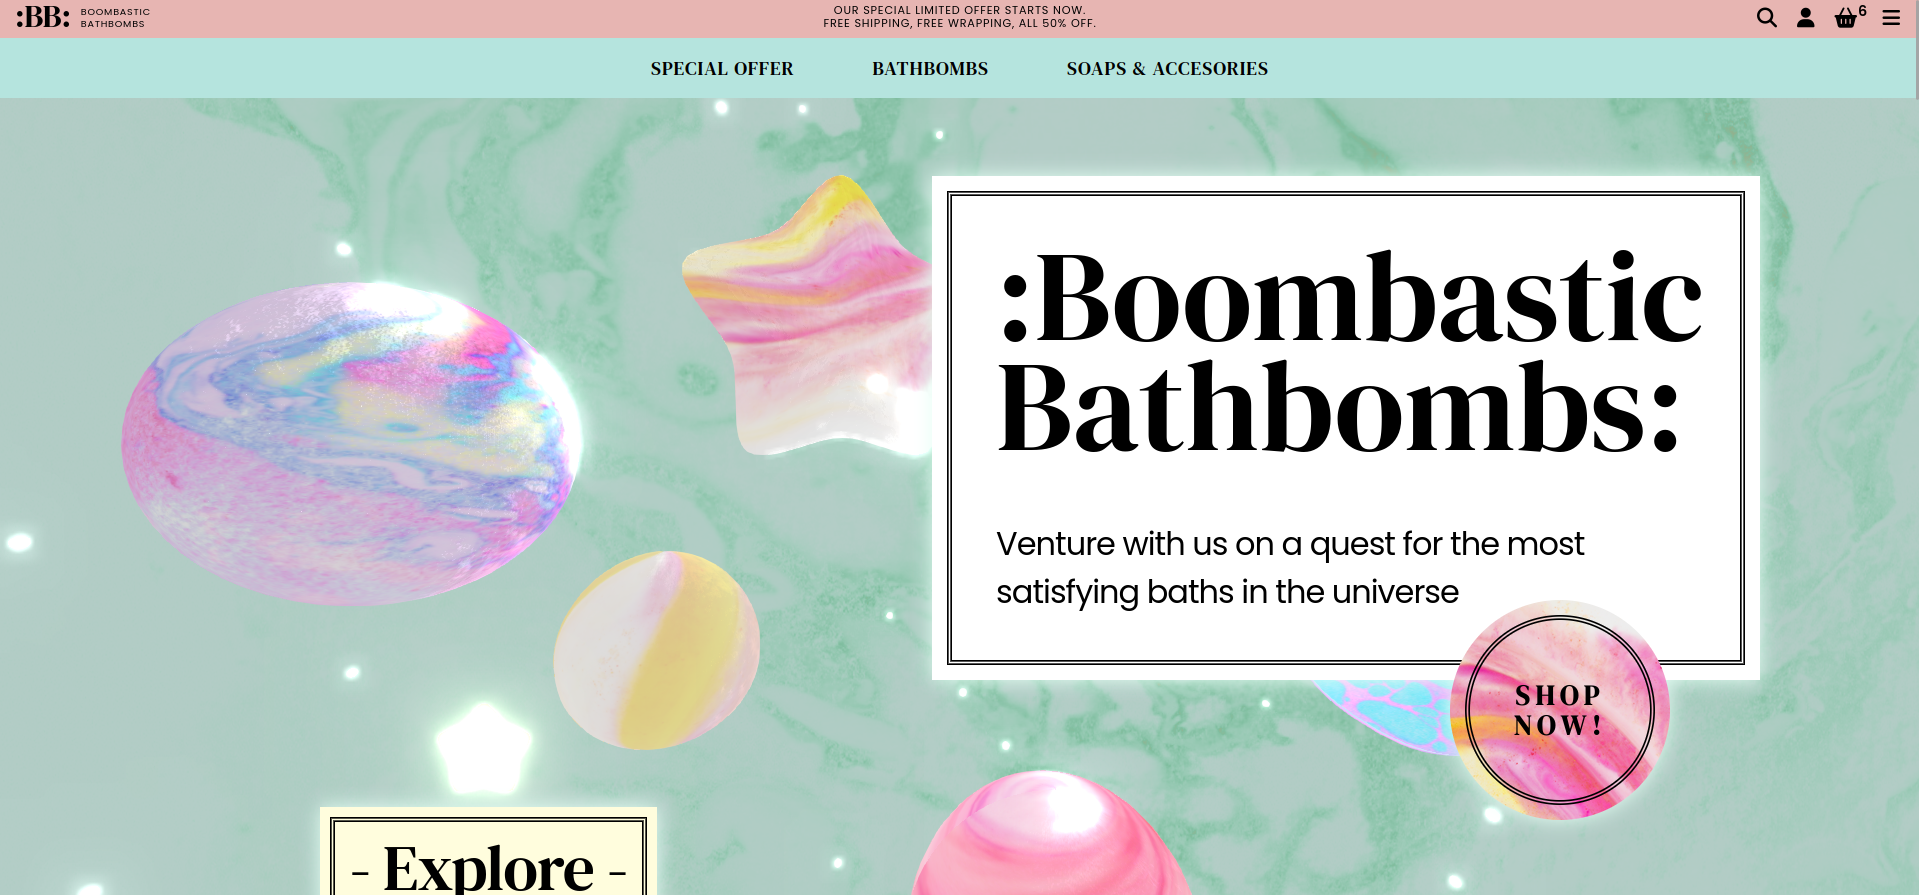 :BB:
BOOMBASTIC
BATHBOMBS
OUR SPECIAL LIMITED OFFER STARTS NOW.
FREE SHIPPING, FREE WRAPPING, ALL 50% OFF.
6
SPECIAL OFFER
BATHBOMBS
SOAPS & ACCESORIES
:Boombastic
Bathbombs:
Venture with us on a quest for the most
satisfying baths in the universe
SHOP
NOW!
- Explore -